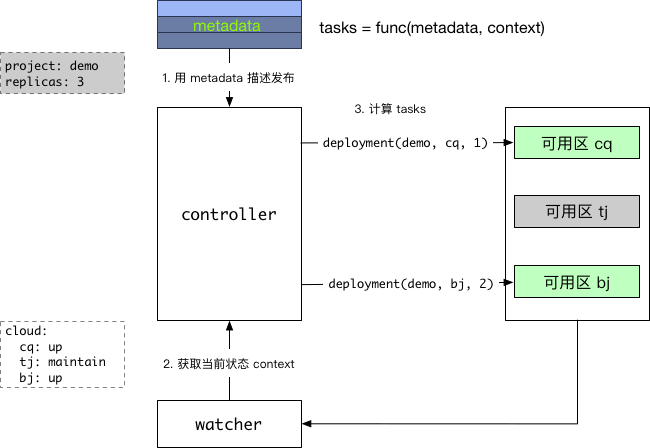 metadata
tasks = func(metadata, context)
project: demo
replicas: 3
1. 用 metadata 描述发布
3. 计算 tasks
deployment(demo, cq, 1)
可用区 cq
controller
可用区 tj
deployment(demo, bj, 2)
可用区 bj
cloud:
cq: up
tj: maintain
bj: up
2. 获取当前状态 context
watcher